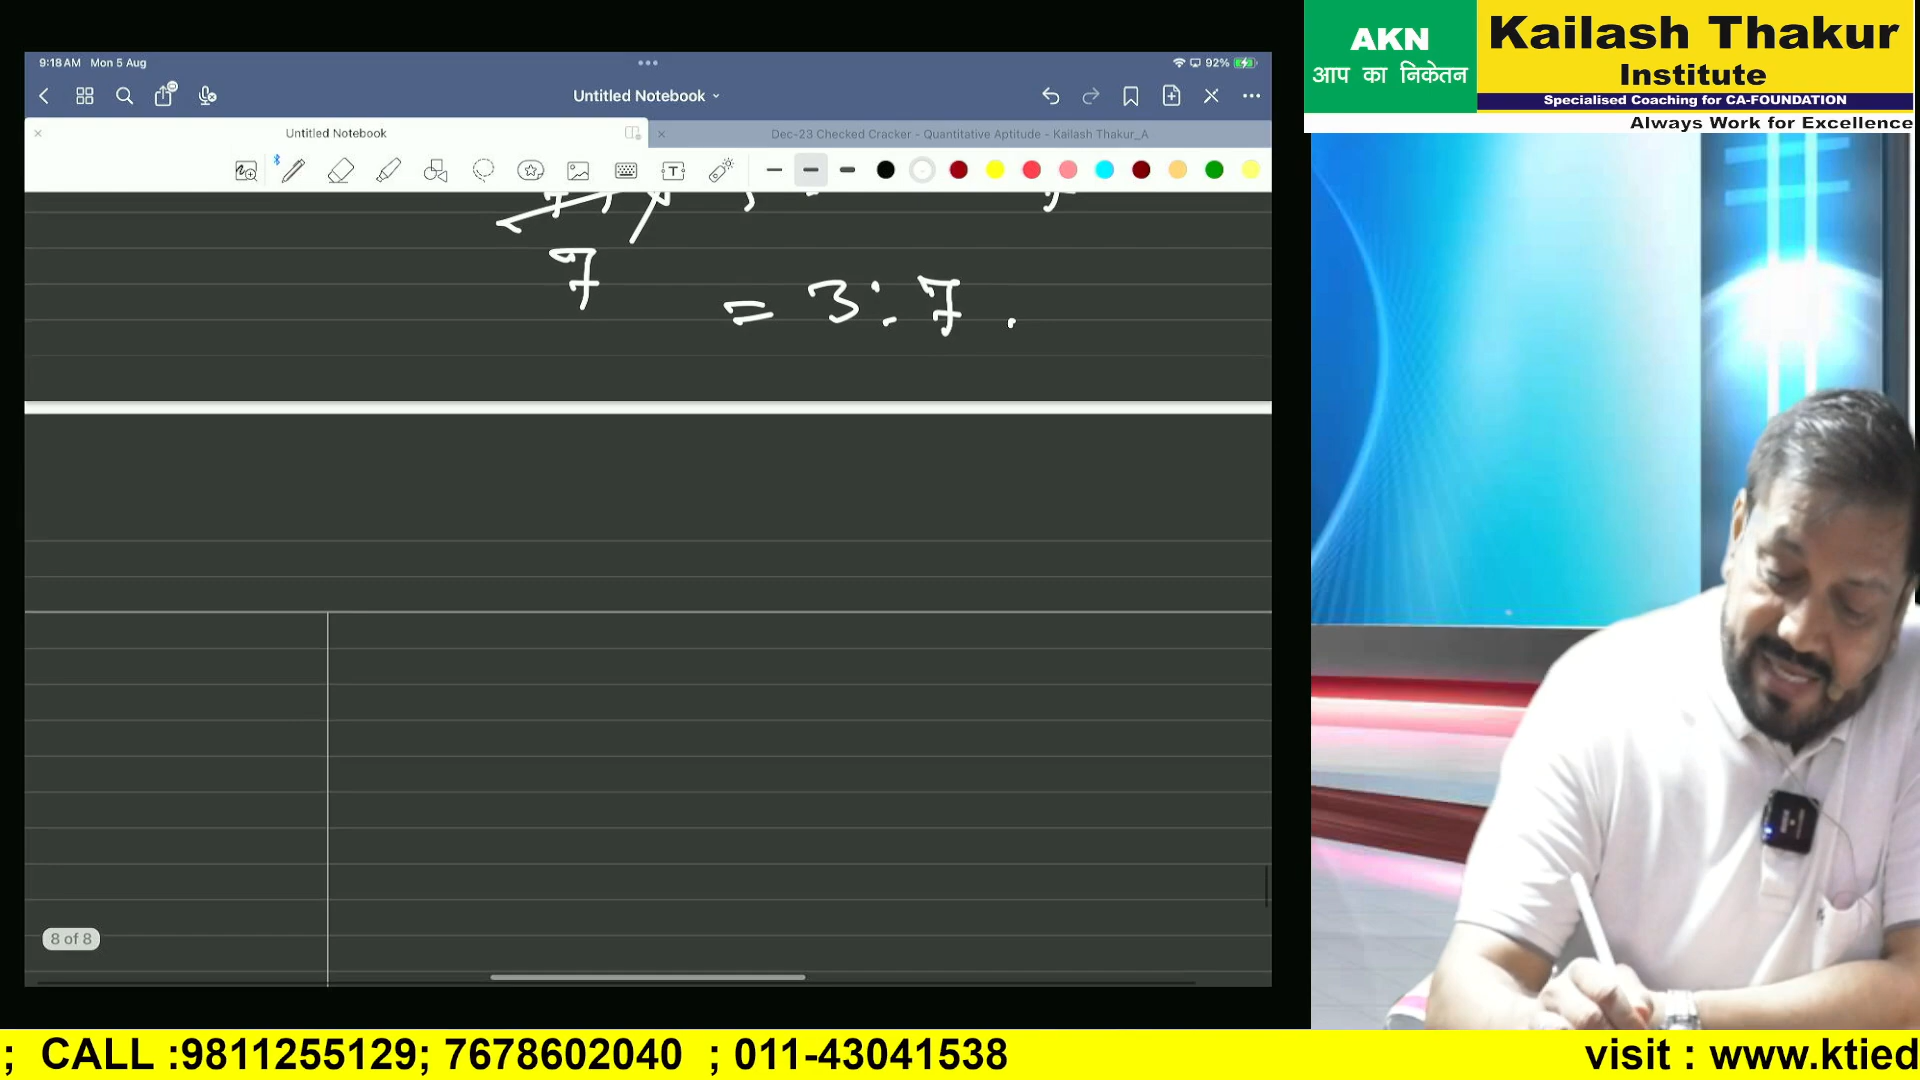 AKN
आप का निकेतन
Kailash Thakur
Institute
Specialised Coaching for CA-FOUNDATION
Always Work for Excellence
9:18 AM Mon 5 Aug
92%
Untitled Notebook
Untitled Notebook
Dec-23 Checked Cracker - Quantitative Aptitude - Kailash Thakur_A
T
7
= 3:7.
8 of 8
; CALL :9811255129; 7678602040 ; 011-43041538
visit : www.ktied